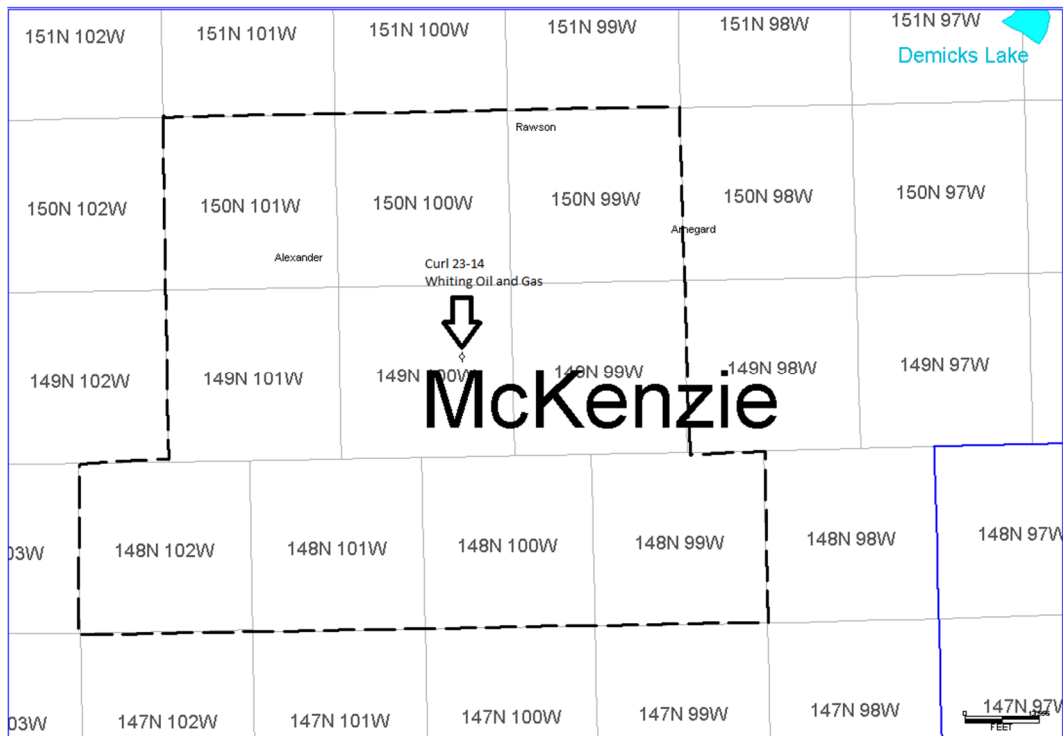 151N 102W
151N 101W
151N 100W
151N 99W
151N 98W
151N 97W
Demicks Lake
Rawson
150N 102W
150N 101W
150N 100W
150N 99W
150N 98W
150N 97W
Arnegard
Alexander
Curl 23-14
Whiting Oil and Gas
149N 102W
149N 101W
149N 100W
149N 99W
149N 98W
149N 97W
McKenzie
03W
148N 102W
148N 101W
148N 100W
148N 99W
148N 98W
148N 97W
03W
147N 102W
147N 101W
147N 100W
147N 99W
147N 98W
147N 97W
0
FEET